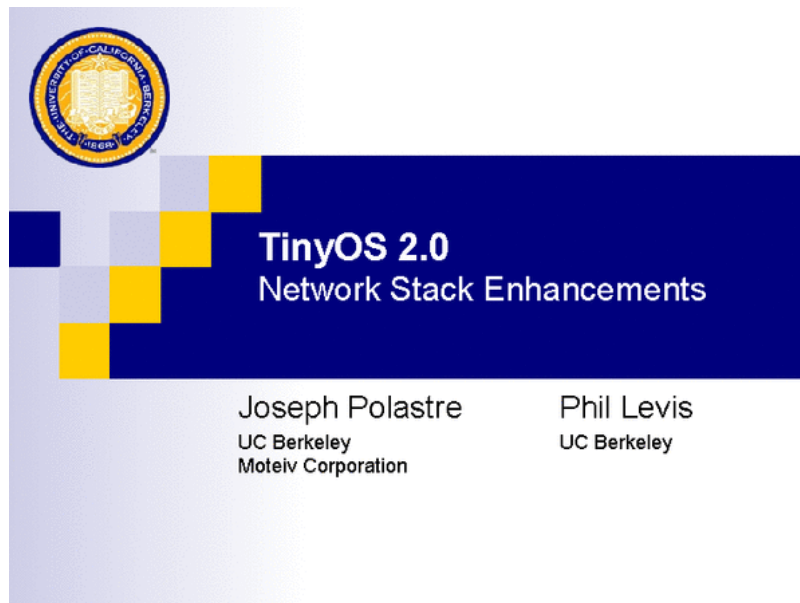 THE·UNIVERSITY·OF·CALIFORNIA·BERKELEY
·1868·
TinyOS 2.0
Network Stack Enhancements
Joseph Polastre
Phil Levis
UC Berkeley
UC Berkeley
Moteiv Corporation